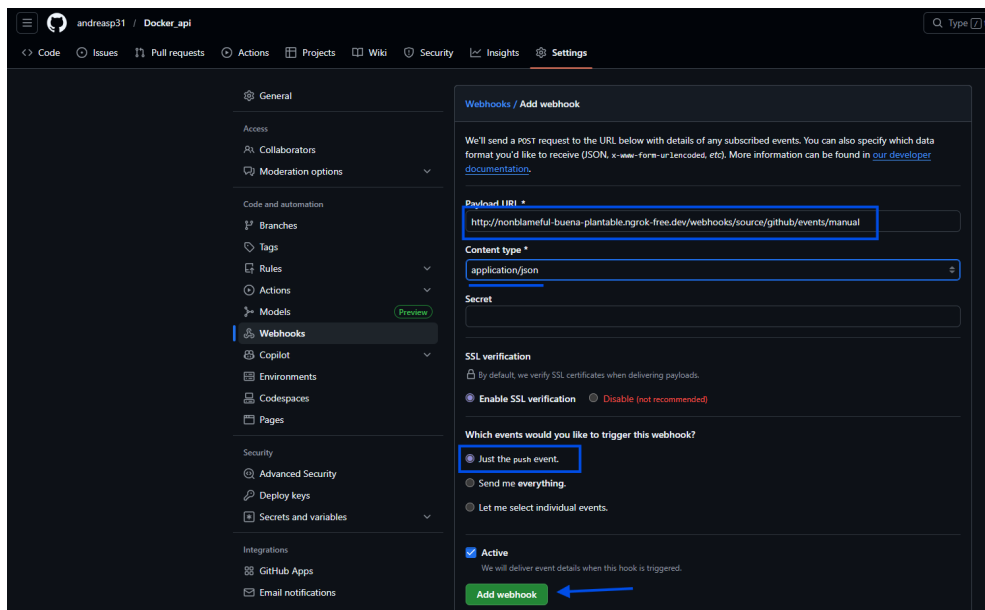 andreasp31 / Docker_api
Type /
Code Issues Pull requests Actions Projects Wiki Security Insights Settings
General
Access
Collaborators
Moderation options
Code and automation
Branches
Tags
Rules
Actions
Models Preview
Webhooks
Copilot
Environments
Codespaces
Pages
Security
Advanced Security
Deploy keys
Secrets and variables
Integrations
GitHub Apps
Email notifications
Webhooks / Add webhook
We'll send a POST request to the URL below with details of any subscribed events. You can also specify which data
format you'd like to receive (JSON, x-www-form-urlencoded, etc). More information can be found in our developer
documentation.
Payload URL *
http://nonblameful-buena-plantable.ngrok-free.dev/webhooks/source/github/events/manual
Content type *
application/json
Secret
SSL verification
By default, we verify SSL certificates when delivering payloads.
Enable SSL verification Disable (not recommended)
Which events would you like to trigger this webhook?
Just the push event.
Send me everything.
Let me select individual events.
Active
We will deliver event details when this hook is triggered.
Add webhook